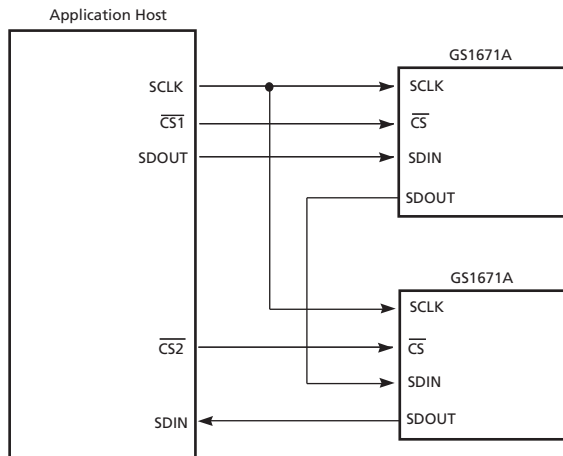 Application Host
SCLK
CS1
SDOUT
CS2
SDIN
GS1671A
SCLK
CS
SDIN
SDOUT
GS1671A
SCLK
CS
SDIN
SDOUT